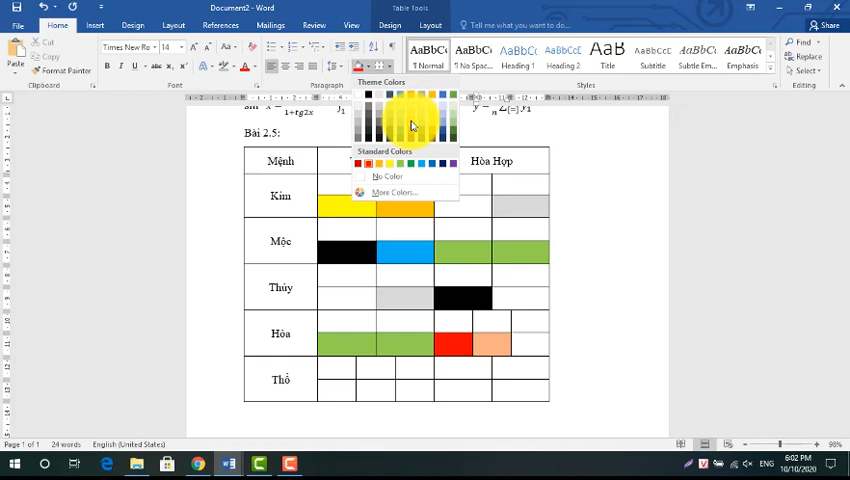 Document2 - Word
Table Tools
File Home Insert Draw Design Layout References Mailings Review View Design Layout Tell me what you want to do... Share
Cut
Copy
Format Painter
Paste
Clipboard
Times New Ro 14
Font
Paragraph
AaBbCc AaBbCc AaBbC( AaBbCc AaB AaBbCc AaBbCc AaBbCc
¶ Normal ¶ No Spac... Heading 1 Heading 2 Title Subtitle Subtle Em... Emphasis
Styles
Find
Replace
Select
Editing
Theme Colors
Standard Colors
No Color
More Colors...
Bài 2.5:
Mệnh Hòa Hợp
Kim
Mộc
Thủy
Hỏa
Thổ
Page 1 of 1 24 words English (United States) 98%
ENG
6:02 PM
10/10/2020